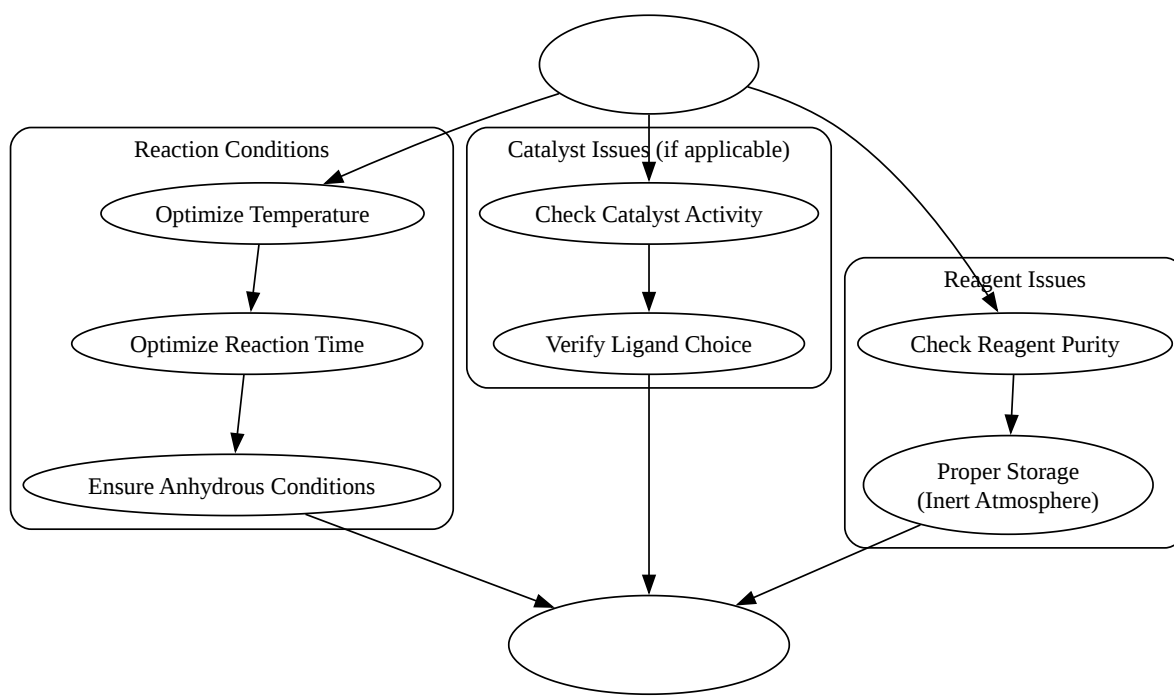 Reaction Conditions
Optimize Temperature
Optimize Reaction Time
Ensure Anhydrous Conditions
Catalyst Issues (if applicable)
Check Catalyst Activity
Verify Ligand Choice
Reagent Issues
Check Reagent Purity
Proper Storage
(Inert Atmosphere)